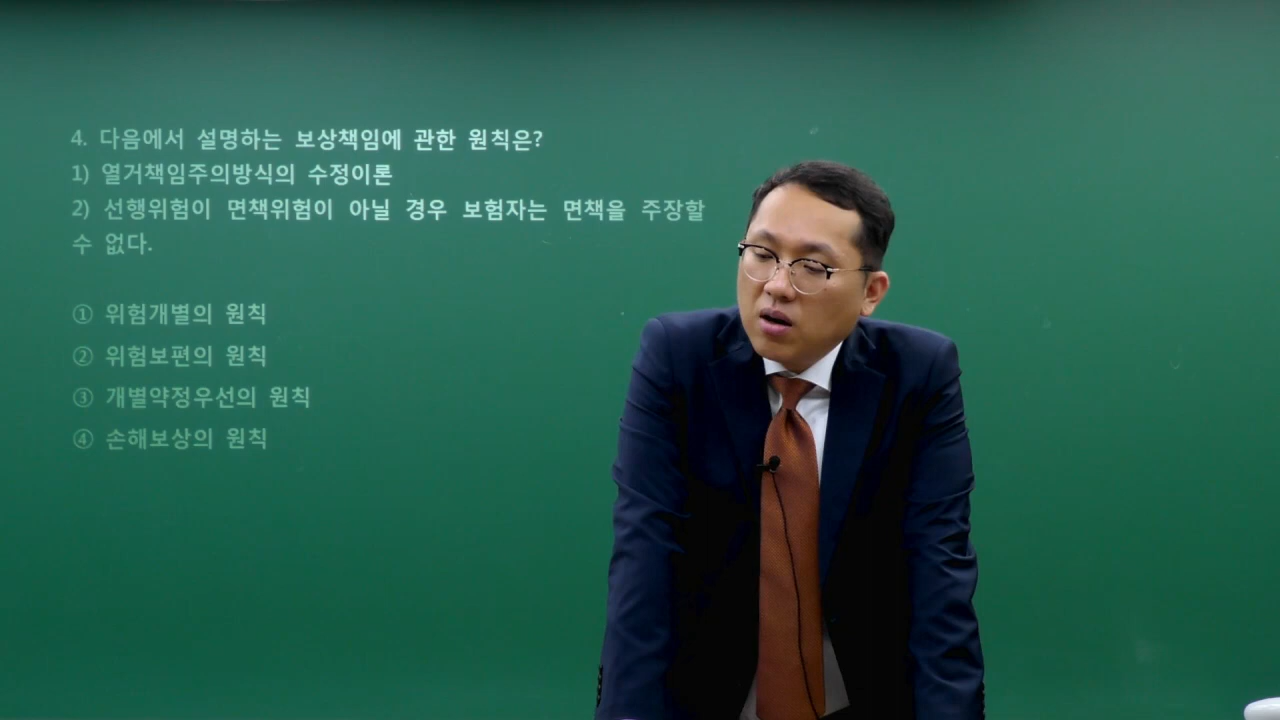 4. 다음에서 설명하는 보상책임에 관한 원칙은?
1) 열거책임주의방식의 수정이론
2) 선행위험이 면책위험이 아닐 경우 보험자는 면책을 주장할
수 없다.
① 위험개별의 원칙
② 위험보편의 원칙
③ 개별약정우선의 원칙
④ 손해보상의 원칙